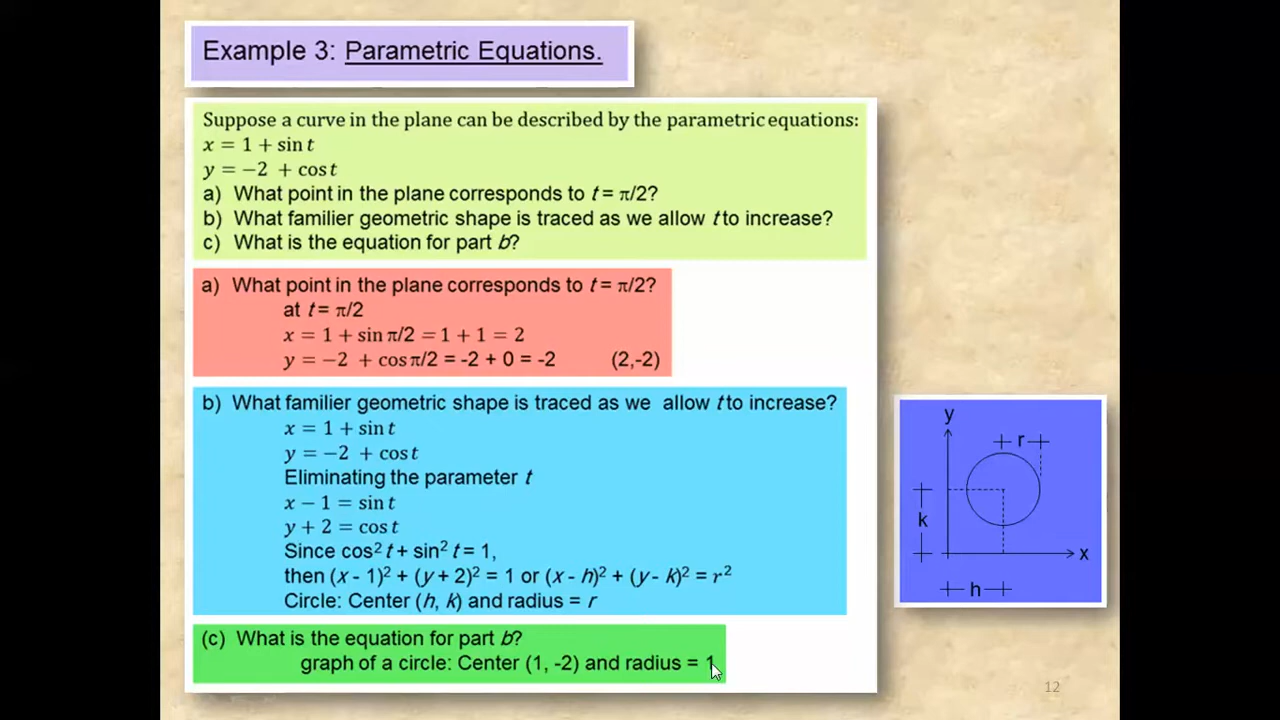 Example 3: Parametric Equations.
Suppose a curve in the plane can be described by the parametric equations:
x = 1 + sin t
y = −2 + cos t
a) What point in the plane corresponds to t = π/2?
b) What familier geometric shape is traced as we allow t to increase?
c) What is the equation for part b?
a) What point in the plane corresponds to t = π/2?
at t = π/2
x = 1 + sin π/2 = 1 + 1 = 2
y = −2 + cos π/2 = -2 + 0 = -2 (2,-2)
b) What familier geometric shape is traced as we allow t to increase?
x = 1 + sin t
y = −2 + cos t
Eliminating the parameter t
x − 1 = sin t
y + 2 = cos t
Since cos² t + sin² t = 1,
then (x - 1)² + (y + 2)² = 1 or (x - h)² + (y - k)² = r²
Circle: Center (h, k) and radius = r
(c) What is the equation for part b?
graph of a circle: Center (1, -2) and radius = 1
y
r
k
x
h
12